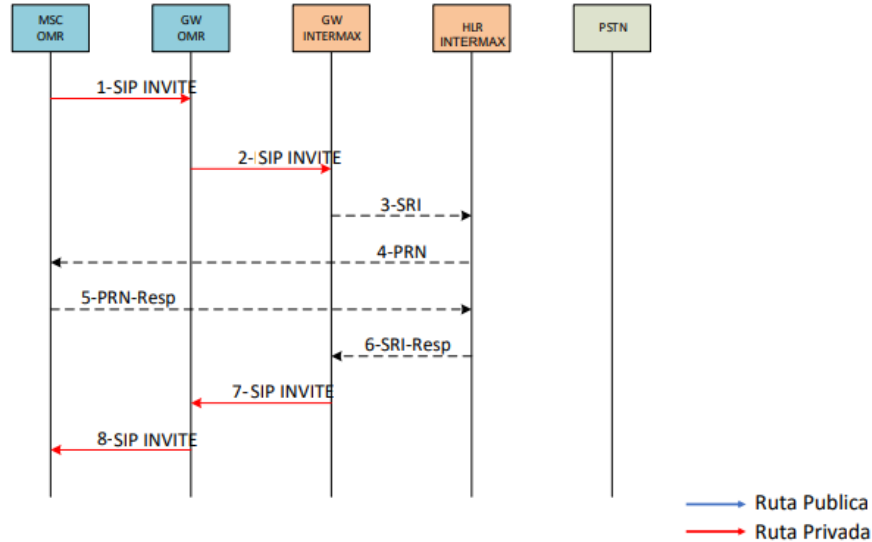 MSC
OMR
GW
OMR
GW
INTERMAX
HLR
INTERMAX
PSTN
1-SIP INVITE
2-SIP INVITE
3-SRI
4-PRN
5-PRN-Resp
6-SRI-Resp
7-SIP INVITE
8-SIP INVITE
Ruta Publica
Ruta Privada